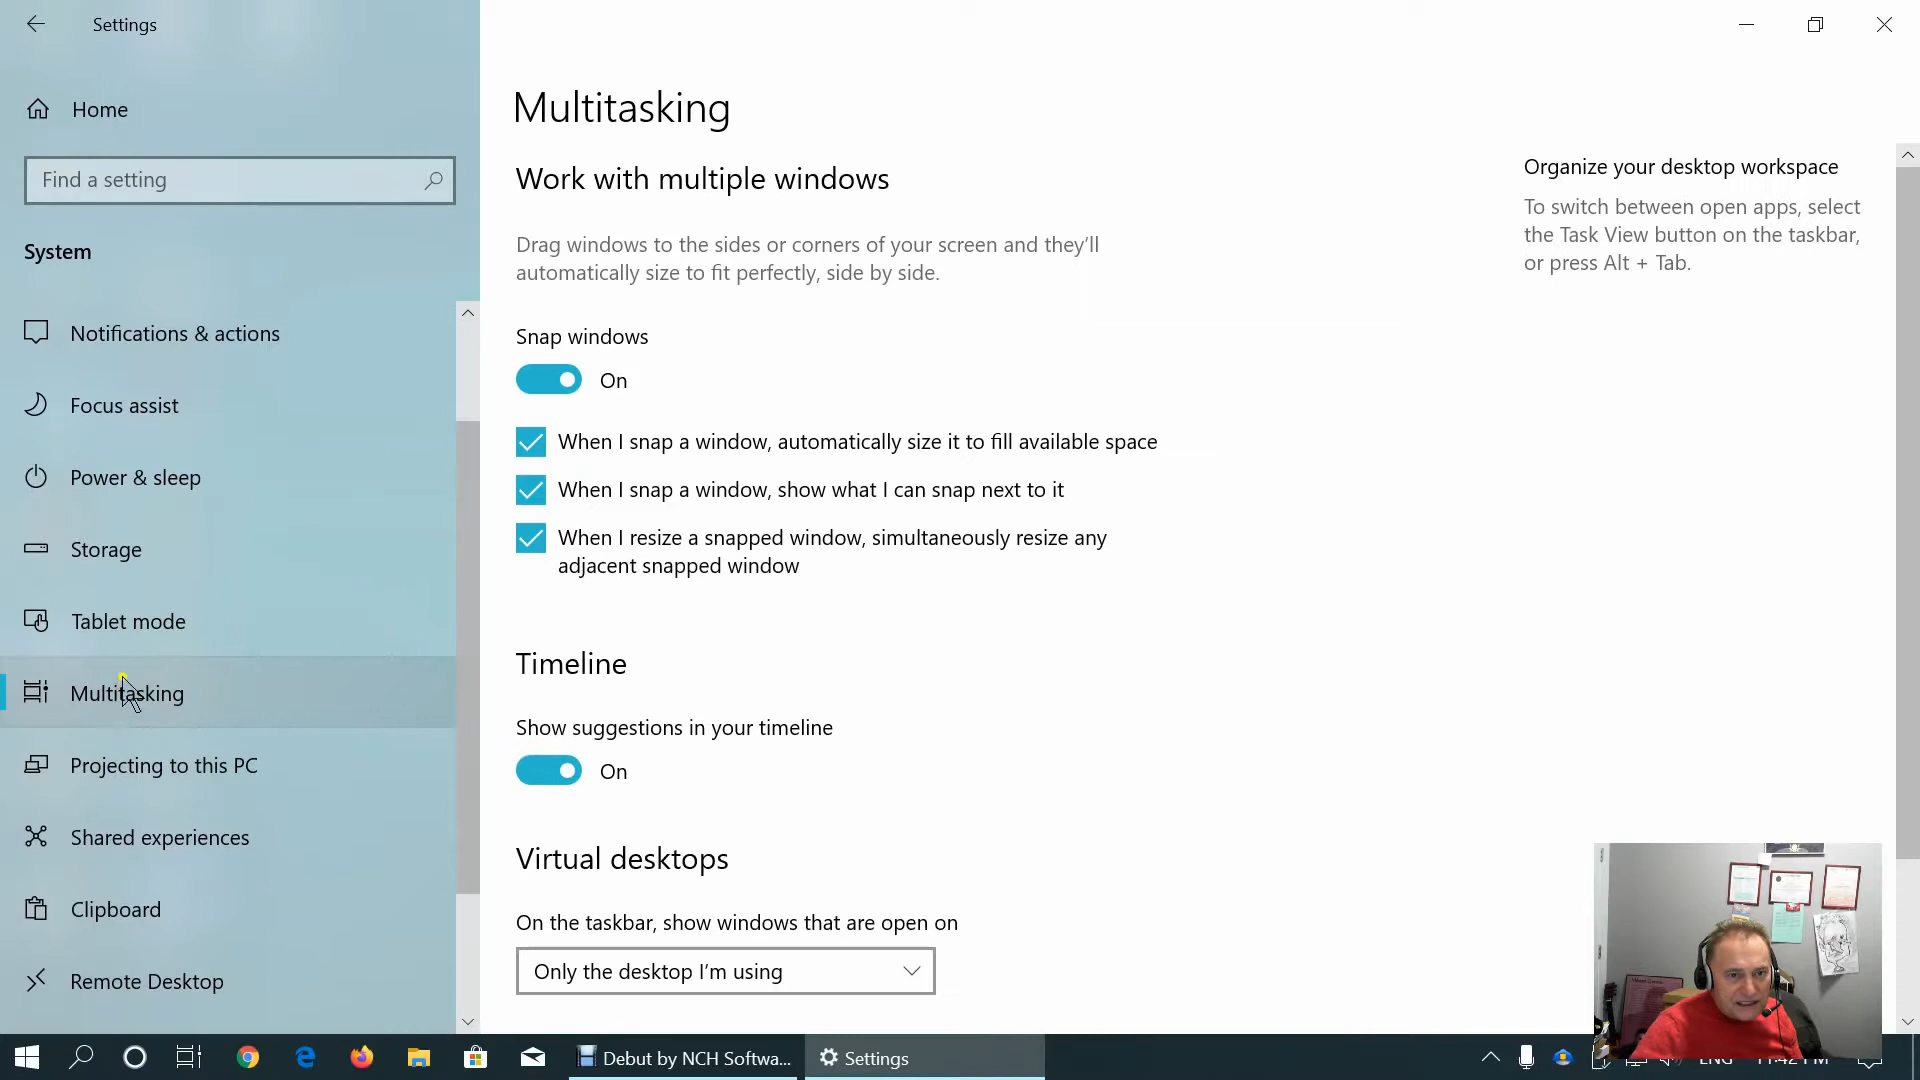 Settings
Home
Find a setting
System
Notifications & actions
Focus assist
Power & sleep
Storage
Tablet mode
Multitasking
Projecting to this PC
Shared experiences
Clipboard
Remote Desktop
Multitasking
Work with multiple windows
Drag windows to the sides or corners of your screen and they'll
automatically size to fit perfectly, side by side.
Snap windows
On
When I snap a window, automatically size it to fill available space
When I snap a window, show what I can snap next to it
When I resize a snapped window, simultaneously resize any
adjacent snapped window
Timeline
Show suggestions in your timeline
On
Virtual desktops
On the taskbar, show windows that are open on
Only the desktop I'm using
Organize your desktop workspace
To switch between open apps, select
the Task View button on the taskbar,
or press Alt + Tab.
Debut by NCH Softwa...
Settings
ENG
11:42 PM